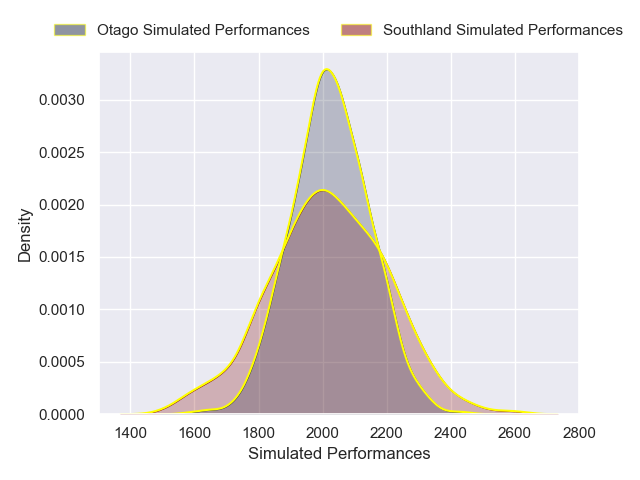 Otago Simulated Performances
Southland Simulated Performances
0.0030
0.0025
0.0020
0.0015
0.0010
0.0005
0.0000
Density
1400 1600 1800 2000 2200 2400 2600 2800
Simulated Performances